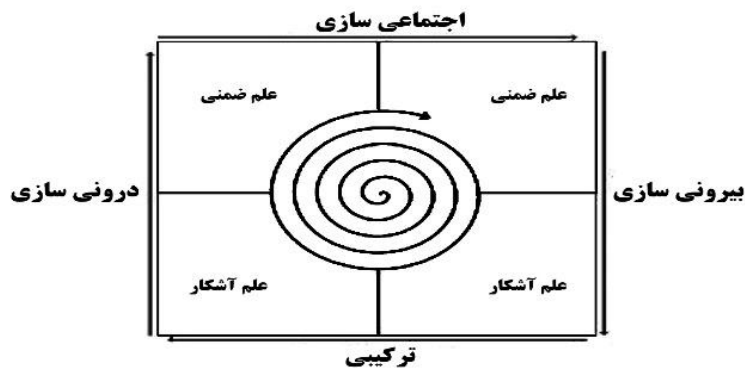 اجتماعی سازی
علم ضمنی
علم ضمنی
بیرونی سازی
درونی سازی
علم آشکار
علم آشکار
ترکیبی